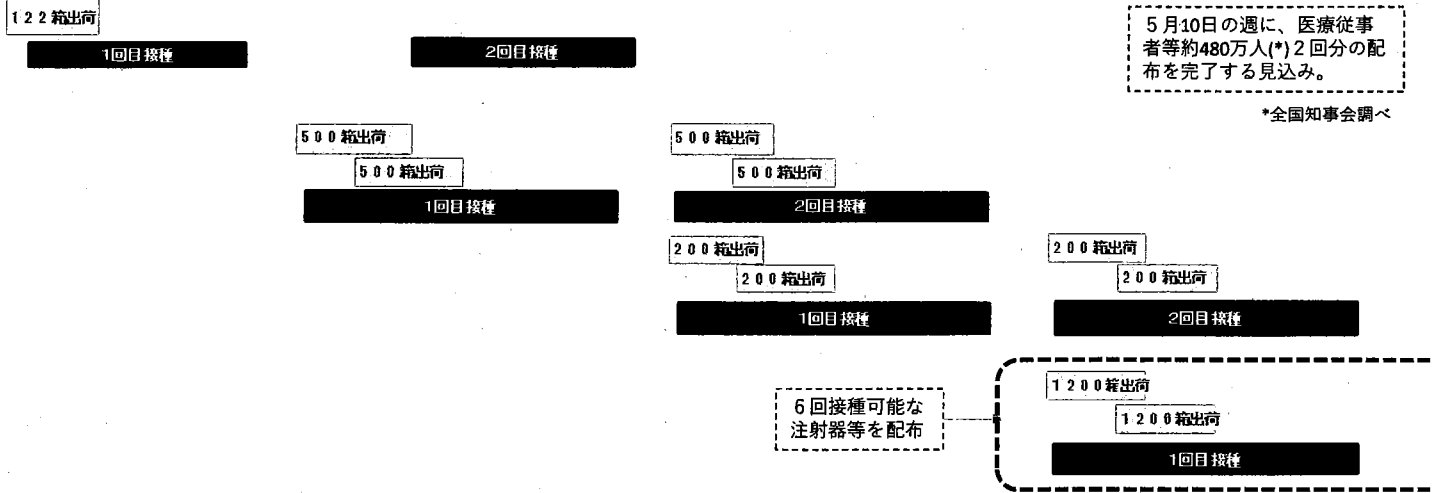 122箱出荷
1回目接種
2回目接種
5月10日の週に、医療従事
者等約480万人(*)2回分の配
布を完了する見込み。
*全国知事会調べ
500箱出荷
500箱出荷
500箱出荷
500箱出荷
1回目接種
2回目接種
200箱出荷
200箱出荷
200箱出荷
200箱出荷
1回目接種
2回目接種
6回接種可能な
注射器等を配布
1200箱出荷
1200箱出荷
1回目接種